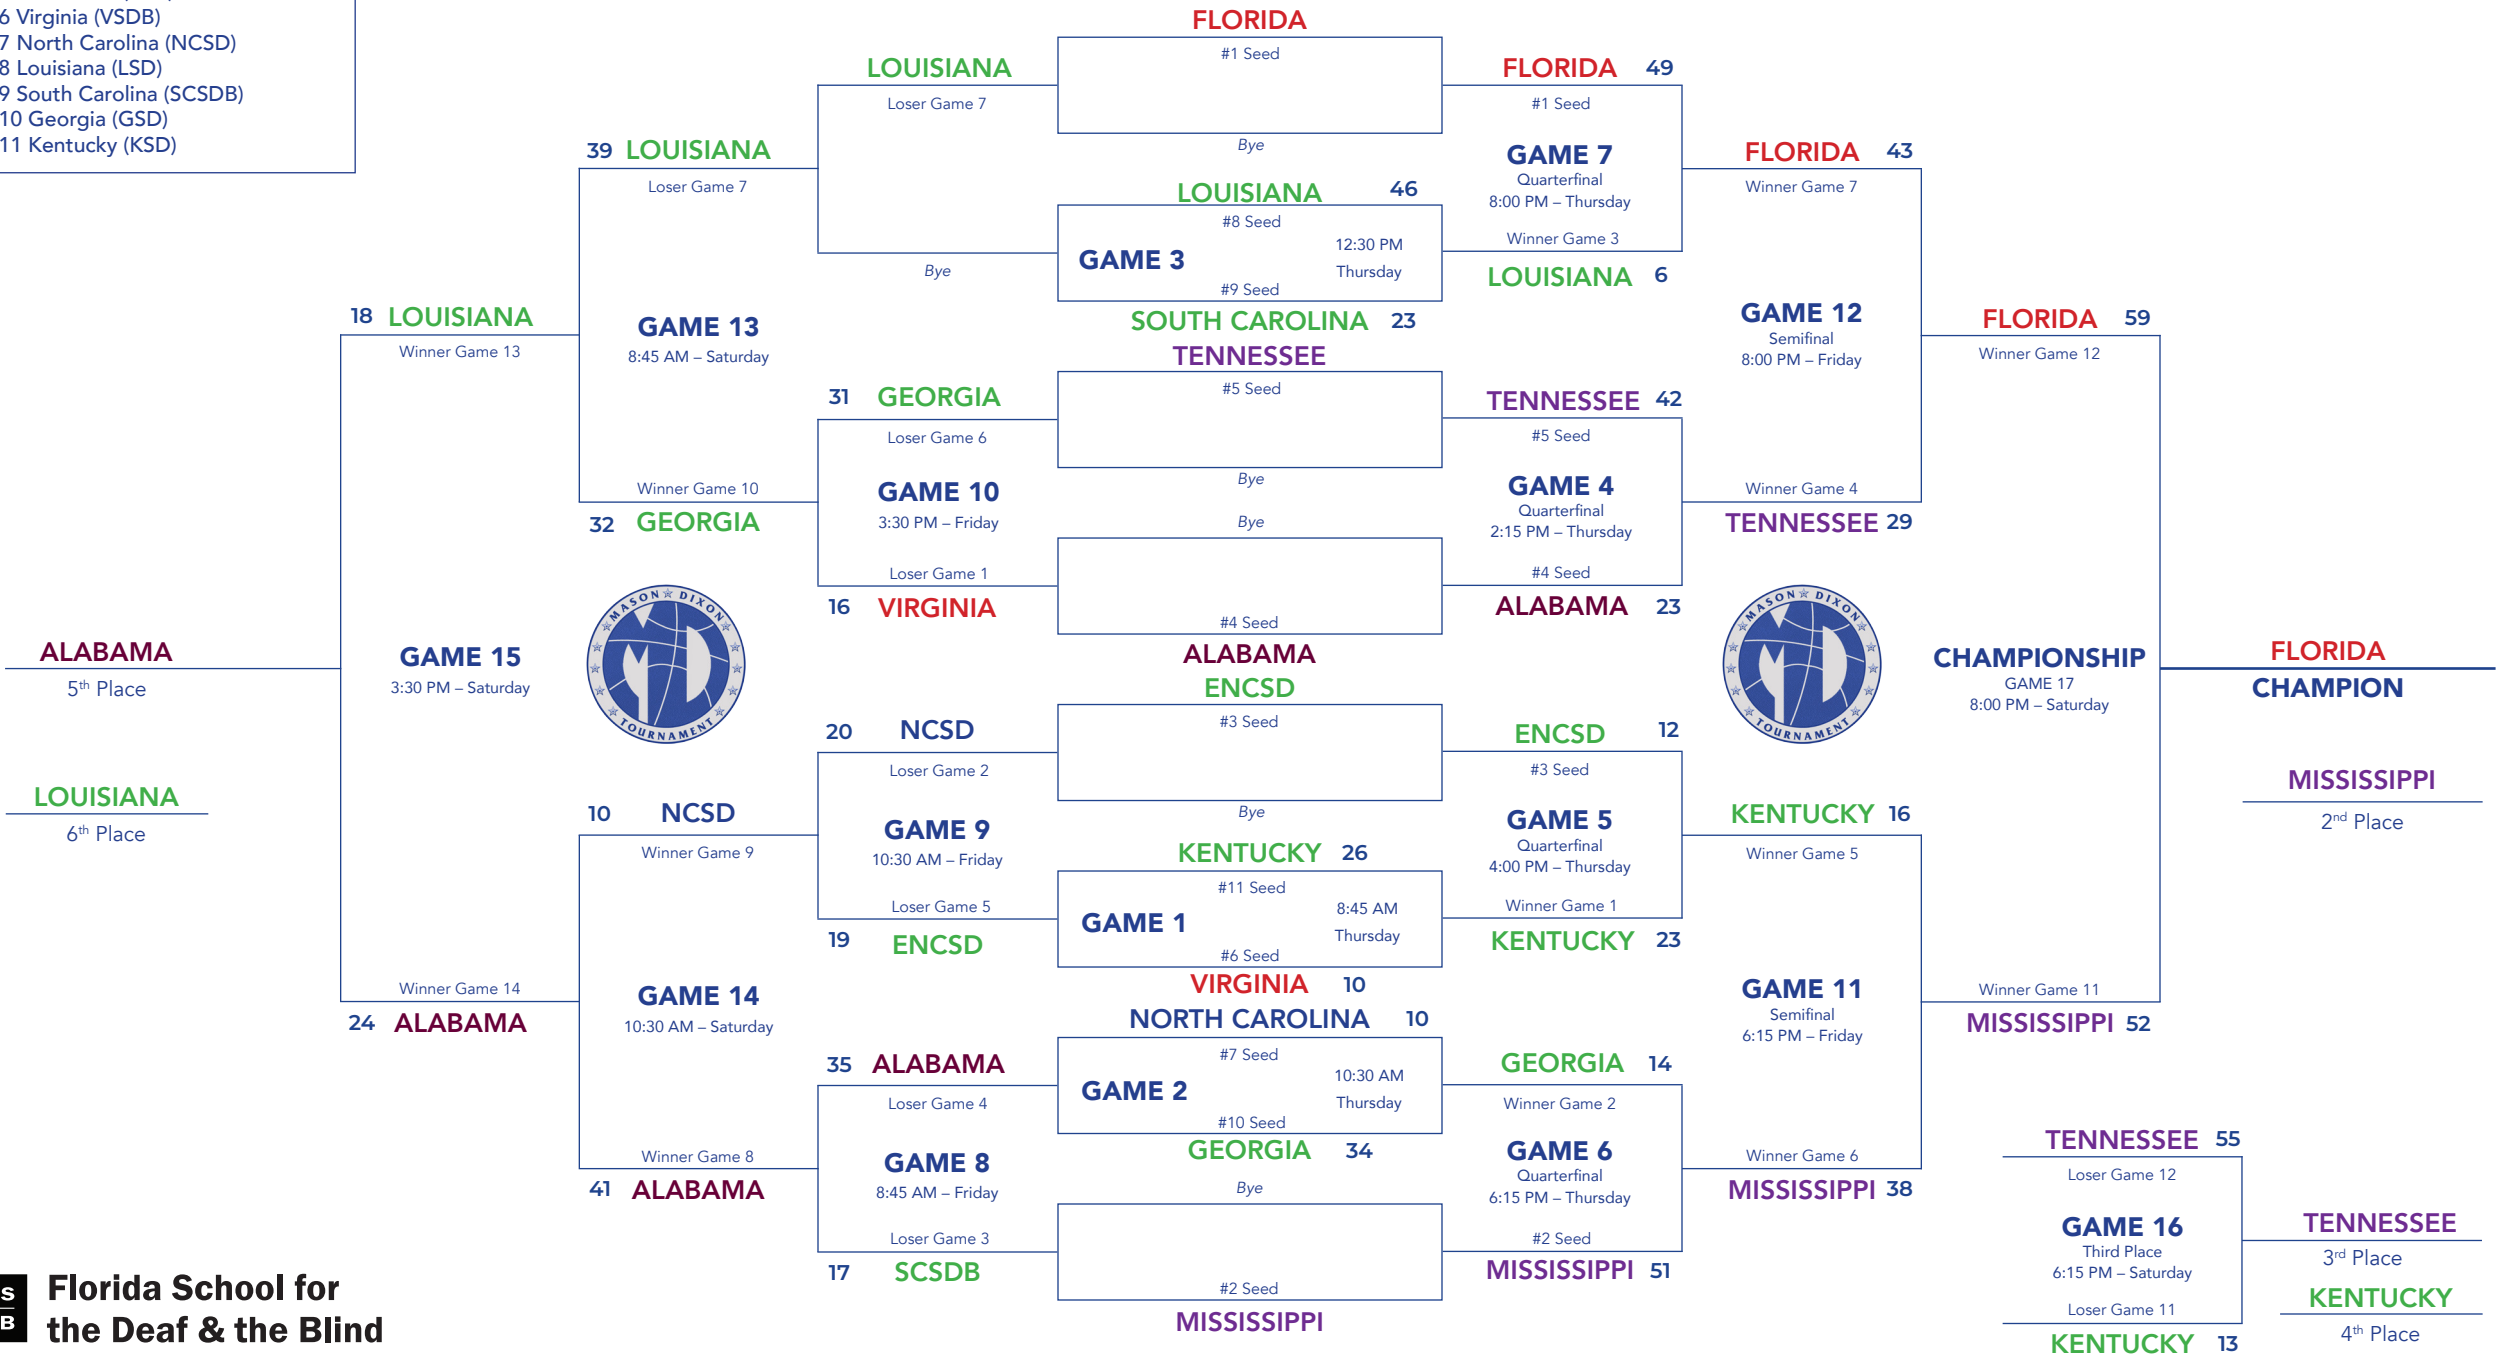 6 Virginia (VSDB)
7 North Carolina (NCSD)
8 Louisiana (LSD)
9 South Carolina (SCSDB)
10 Georgia (GSD)
11 Kentucky (KSD)
ALABAMA
5th Place
LOUISIANA
6th Place
18 LOUISIANA
Winner Game 13
GAME 15
3:30 PM – Saturday
Winner Game 14
24 ALABAMA
39 LOUISIANA
Loser Game 7
GAME 13
8:45 AM – Saturday
Winner Game 10
32 GEORGIA
MASON DIXON
MD
TOURNAMENT
10 NCSD
Winner Game 9
GAME 14
10:30 AM – Saturday
Winner Game 8
41 ALABAMA
LOUISIANA
Loser Game 7
Bye
31 GEORGIA
Loser Game 6
GAME 10
3:30 PM – Friday
Loser Game 1
16 VIRGINIA
20 NCSD
Loser Game 2
GAME 9
10:30 AM – Friday
Loser Game 5
19 ENCSD
35 ALABAMA
Loser Game 4
GAME 8
8:45 AM – Friday
Loser Game 3
17 SCSDB
FLORIDA
#1 Seed
Bye
LOUISIANA 46
#8 Seed
GAME 3
12:30 PM
Thursday
#9 Seed
SOUTH CAROLINA 23
TENNESSEE
#5 Seed
Bye
Bye
#4 Seed
ALABAMA
ENCSD
#3 Seed
Bye
KENTUCKY 26
#11 Seed
GAME 1
8:45 AM
Thursday
#6 Seed
VIRGINIA 10
NORTH CAROLINA 10
#7 Seed
GAME 2
10:30 AM
Thursday
#10 Seed
GEORGIA 34
Bye
#2 Seed
MISSISSIPPI
FLORIDA 49
#1 Seed
GAME 7
Quarterfinal
8:00 PM – Thursday
Winner Game 3
LOUISIANA 6
TENNESSEE 42
#5 Seed
GAME 4
Quarterfinal
2:15 PM – Thursday
#4 Seed
ALABAMA 23
ENCSD 12
#3 Seed
GAME 5
Quarterfinal
4:00 PM – Thursday
Winner Game 1
KENTUCKY 23
GEORGIA 14
Winner Game 2
GAME 6
Quarterfinal
6:15 PM – Thursday
#2 Seed
MISSISSIPPI 51
FLORIDA 43
Winner Game 7
GAME 12
Semifinal
8:00 PM – Friday
Winner Game 4
TENNESSEE 29
MASON DIXON
MD
TOURNAMENT
KENTUCKY 16
Winner Game 5
GAME 11
Semifinal
6:15 PM – Friday
Winner Game 6
MISSISSIPPI 38
FLORIDA 59
Winner Game 12
CHAMPIONSHIP
GAME 17
8:00 PM – Saturday
Winner Game 11
MISSISSIPPI 52
FLORIDA
CHAMPION
MISSISSIPPI
2nd Place
TENNESSEE 55
Loser Game 12
GAME 16
Third Place
6:15 PM – Saturday
Loser Game 11
KENTUCKY 13
TENNESSEE
3rd Place
KENTUCKY
4th Place
S
B
Florida School for
the Deaf & the Blind